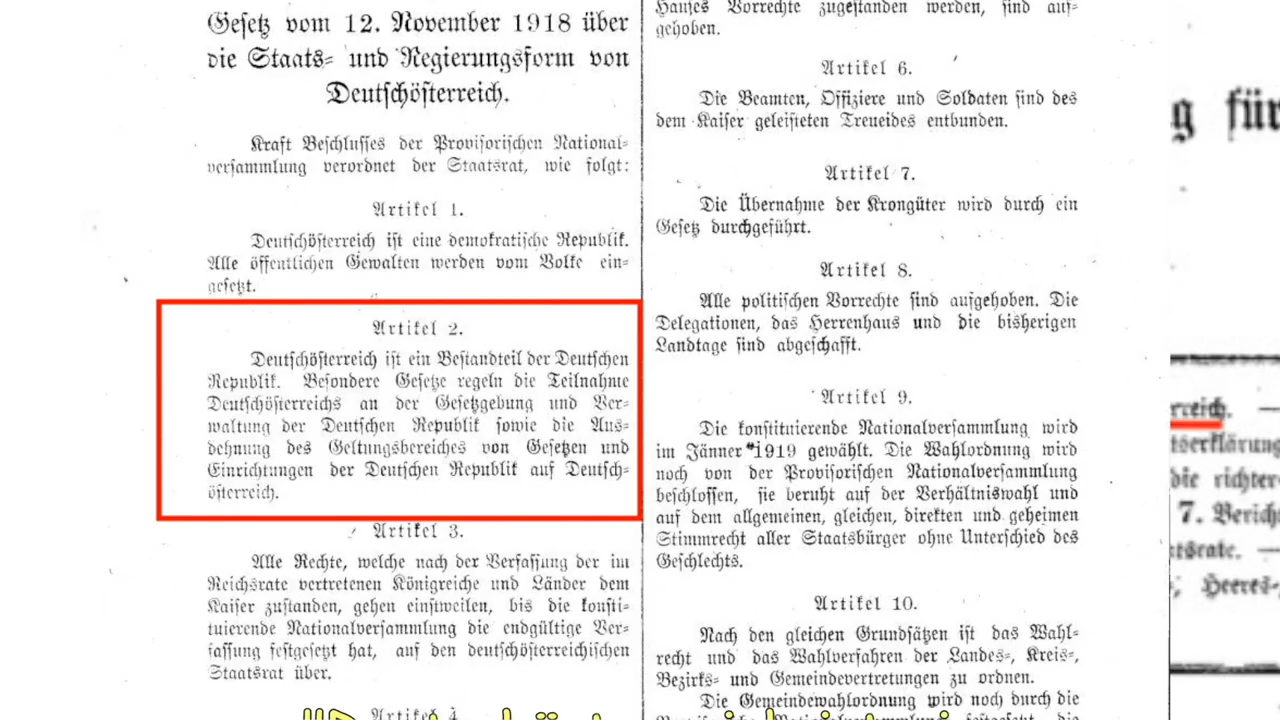 Gesetz vom 12. November 1918 über
die Staats- und Regierungsform von
Deutschösterreich.
Kraft Beschlusses der Provisorischen National-
versammlung verordnet der Staatsrat, wie folgt:
Artikel 1.
Deutschösterreich ist eine demokratische Republik.
Alle öffentlichen Gewalten werden vom Volke ein-
gesetzt.
Artikel 2.
Deutschösterreich ist ein Bestandteil der Deutschen
Republik. Besondere Gesetze regeln die Teilnahme
Deutschösterreichs an der Gesetzgebung und Ver-
waltung der Deutschen Republik sowie die Aus-
dehnung des Geltungsbereiches von Gesetzen und
Einrichtungen der Deutschen Republik auf Deutsch-
österreich.
Artikel 3.
Alle Rechte, welche nach der Verfassung der im
Reichsrate vertretenen Königreiche und Länder dem
Kaiser zustanden, gehen einstweilen, bis die konsti-
tuierende Nationalversammlung die endgültige Ver-
fassung festgesetzt hat, auf den deutschösterreichischen
Staatsrat über.
Artikel 4.
Hauses Vorrechte zugestanden werden, sind auf-
gehoben.
Artikel 6.
Die Beamten, Offiziere und Soldaten sind des
dem Kaiser geleisteten Treueides entbunden.
Artikel 7.
Die Übernahme der Krongüter wird durch ein
Gesetz durchgeführt.
Artikel 8.
Alle politischen Vorrechte sind aufgehoben. Die
Delegationen, das Herrenhaus und die bisherigen
Landtage sind abgeschafft.
Artikel 9.
Die konstituierende Nationalversammlung wird
im Jänner 1919 gewählt. Die Wahlordnung wird
noch von der Provisorischen Nationalversammlung
beschlossen, sie beruht auf der Verhältniswahl und
auf dem allgemeinen, gleichen, direkten und geheimen
Stimmrecht aller Staatsbürger ohne Unterschied des
Geschlechts.
Artikel 10.
Nach den gleichen Grundsätzen ist das Wahl-
recht und das Wahlverfahren der Landes-, Kreis-,
Bezirks- und Gemeindevertretungen zu ordnen.
Die Gemeindewahlordnung wird noch durch die
g für
rreich. —
tserklärung
die richter-
7. Berich
tsrate. —
Heeres-